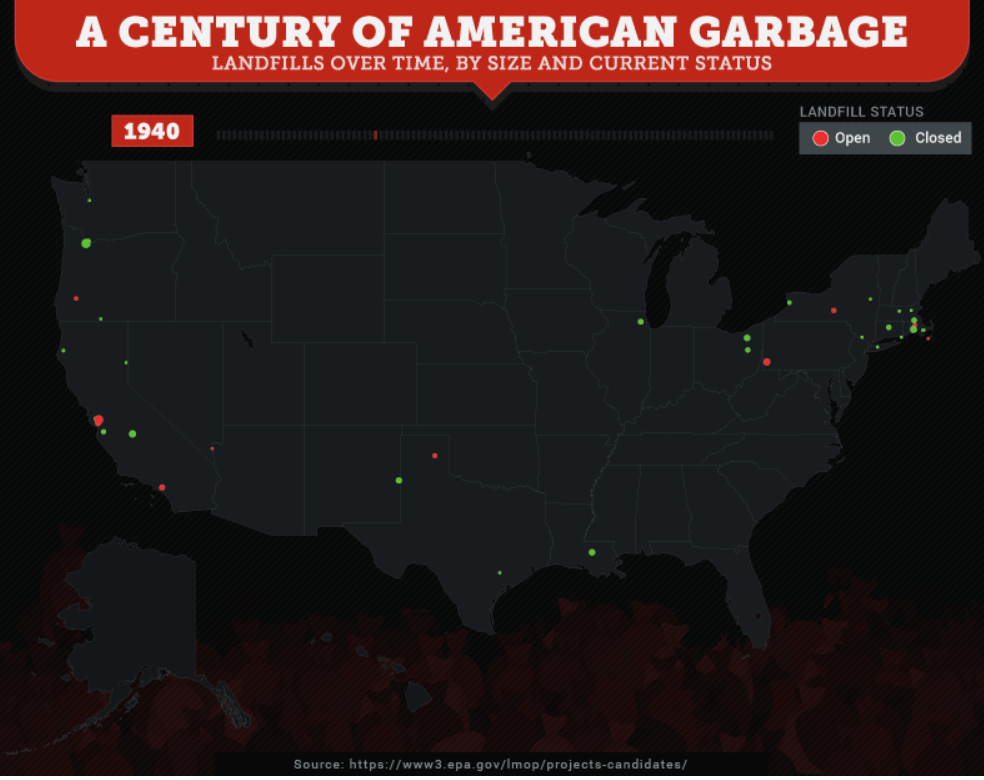 A CENTURY OF AMERICAN GARBAGE
LANDFILLS OVER TIME, BY SIZE AND CURRENT STATUS
LANDFILL STATUS
1940
Open Closed
Source: https://www3.epa.gov/lmop/projects-candidates/